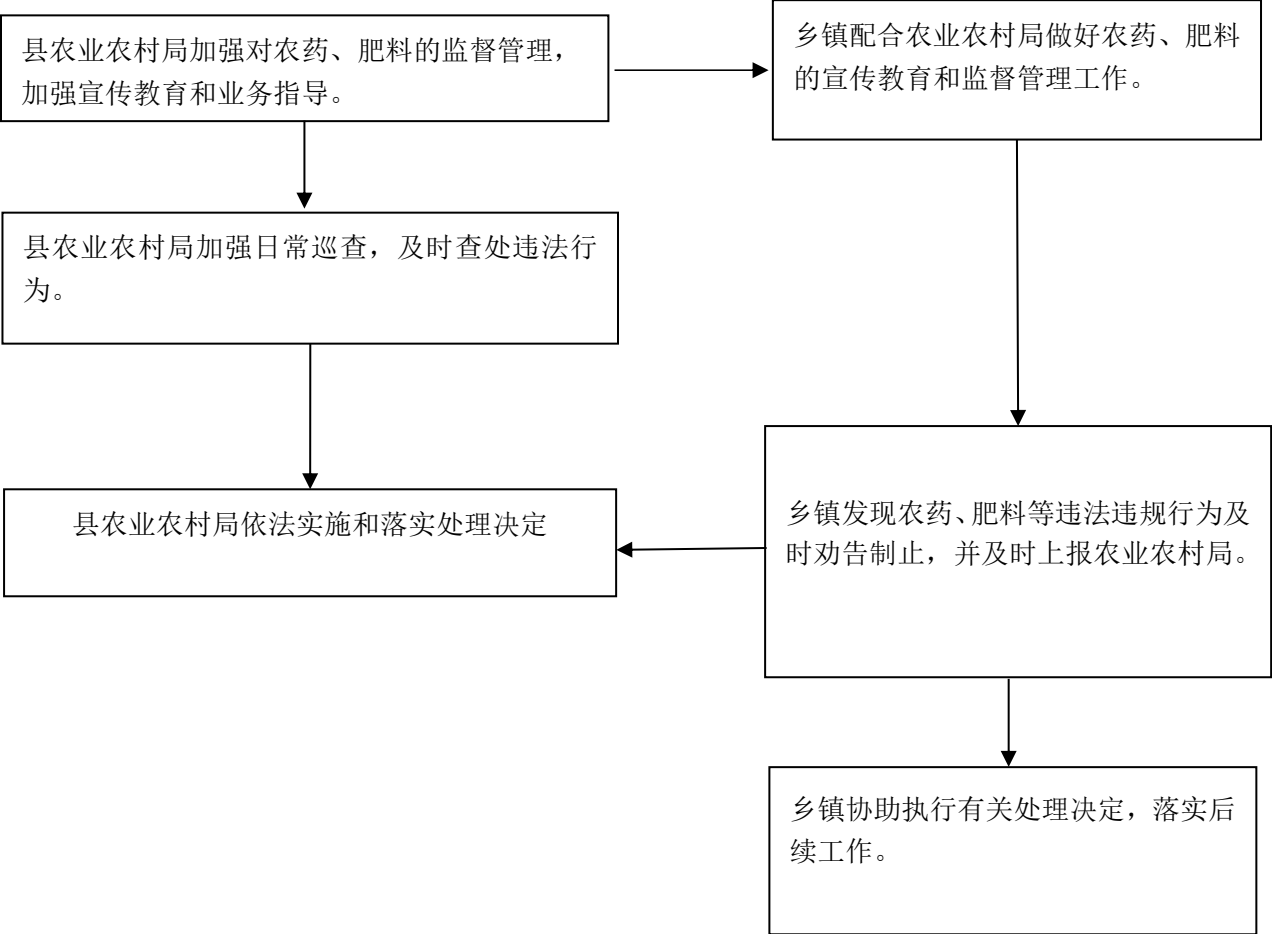 县农业农村局加强对农药、肥料的监督管理，
加强宣传教育和业务指导。
乡镇配合农业农村局做好农药、肥料
的宣传教育和监督管理工作。
县农业农村局加强日常巡查，及时查处违法行
为。
县农业农村局依法实施和落实处理决定
乡镇发现农药、肥料等违法违规行为及
时劝告制止，并及时上报农业农村局。
乡镇协助执行有关处理决定，落实后
续工作。